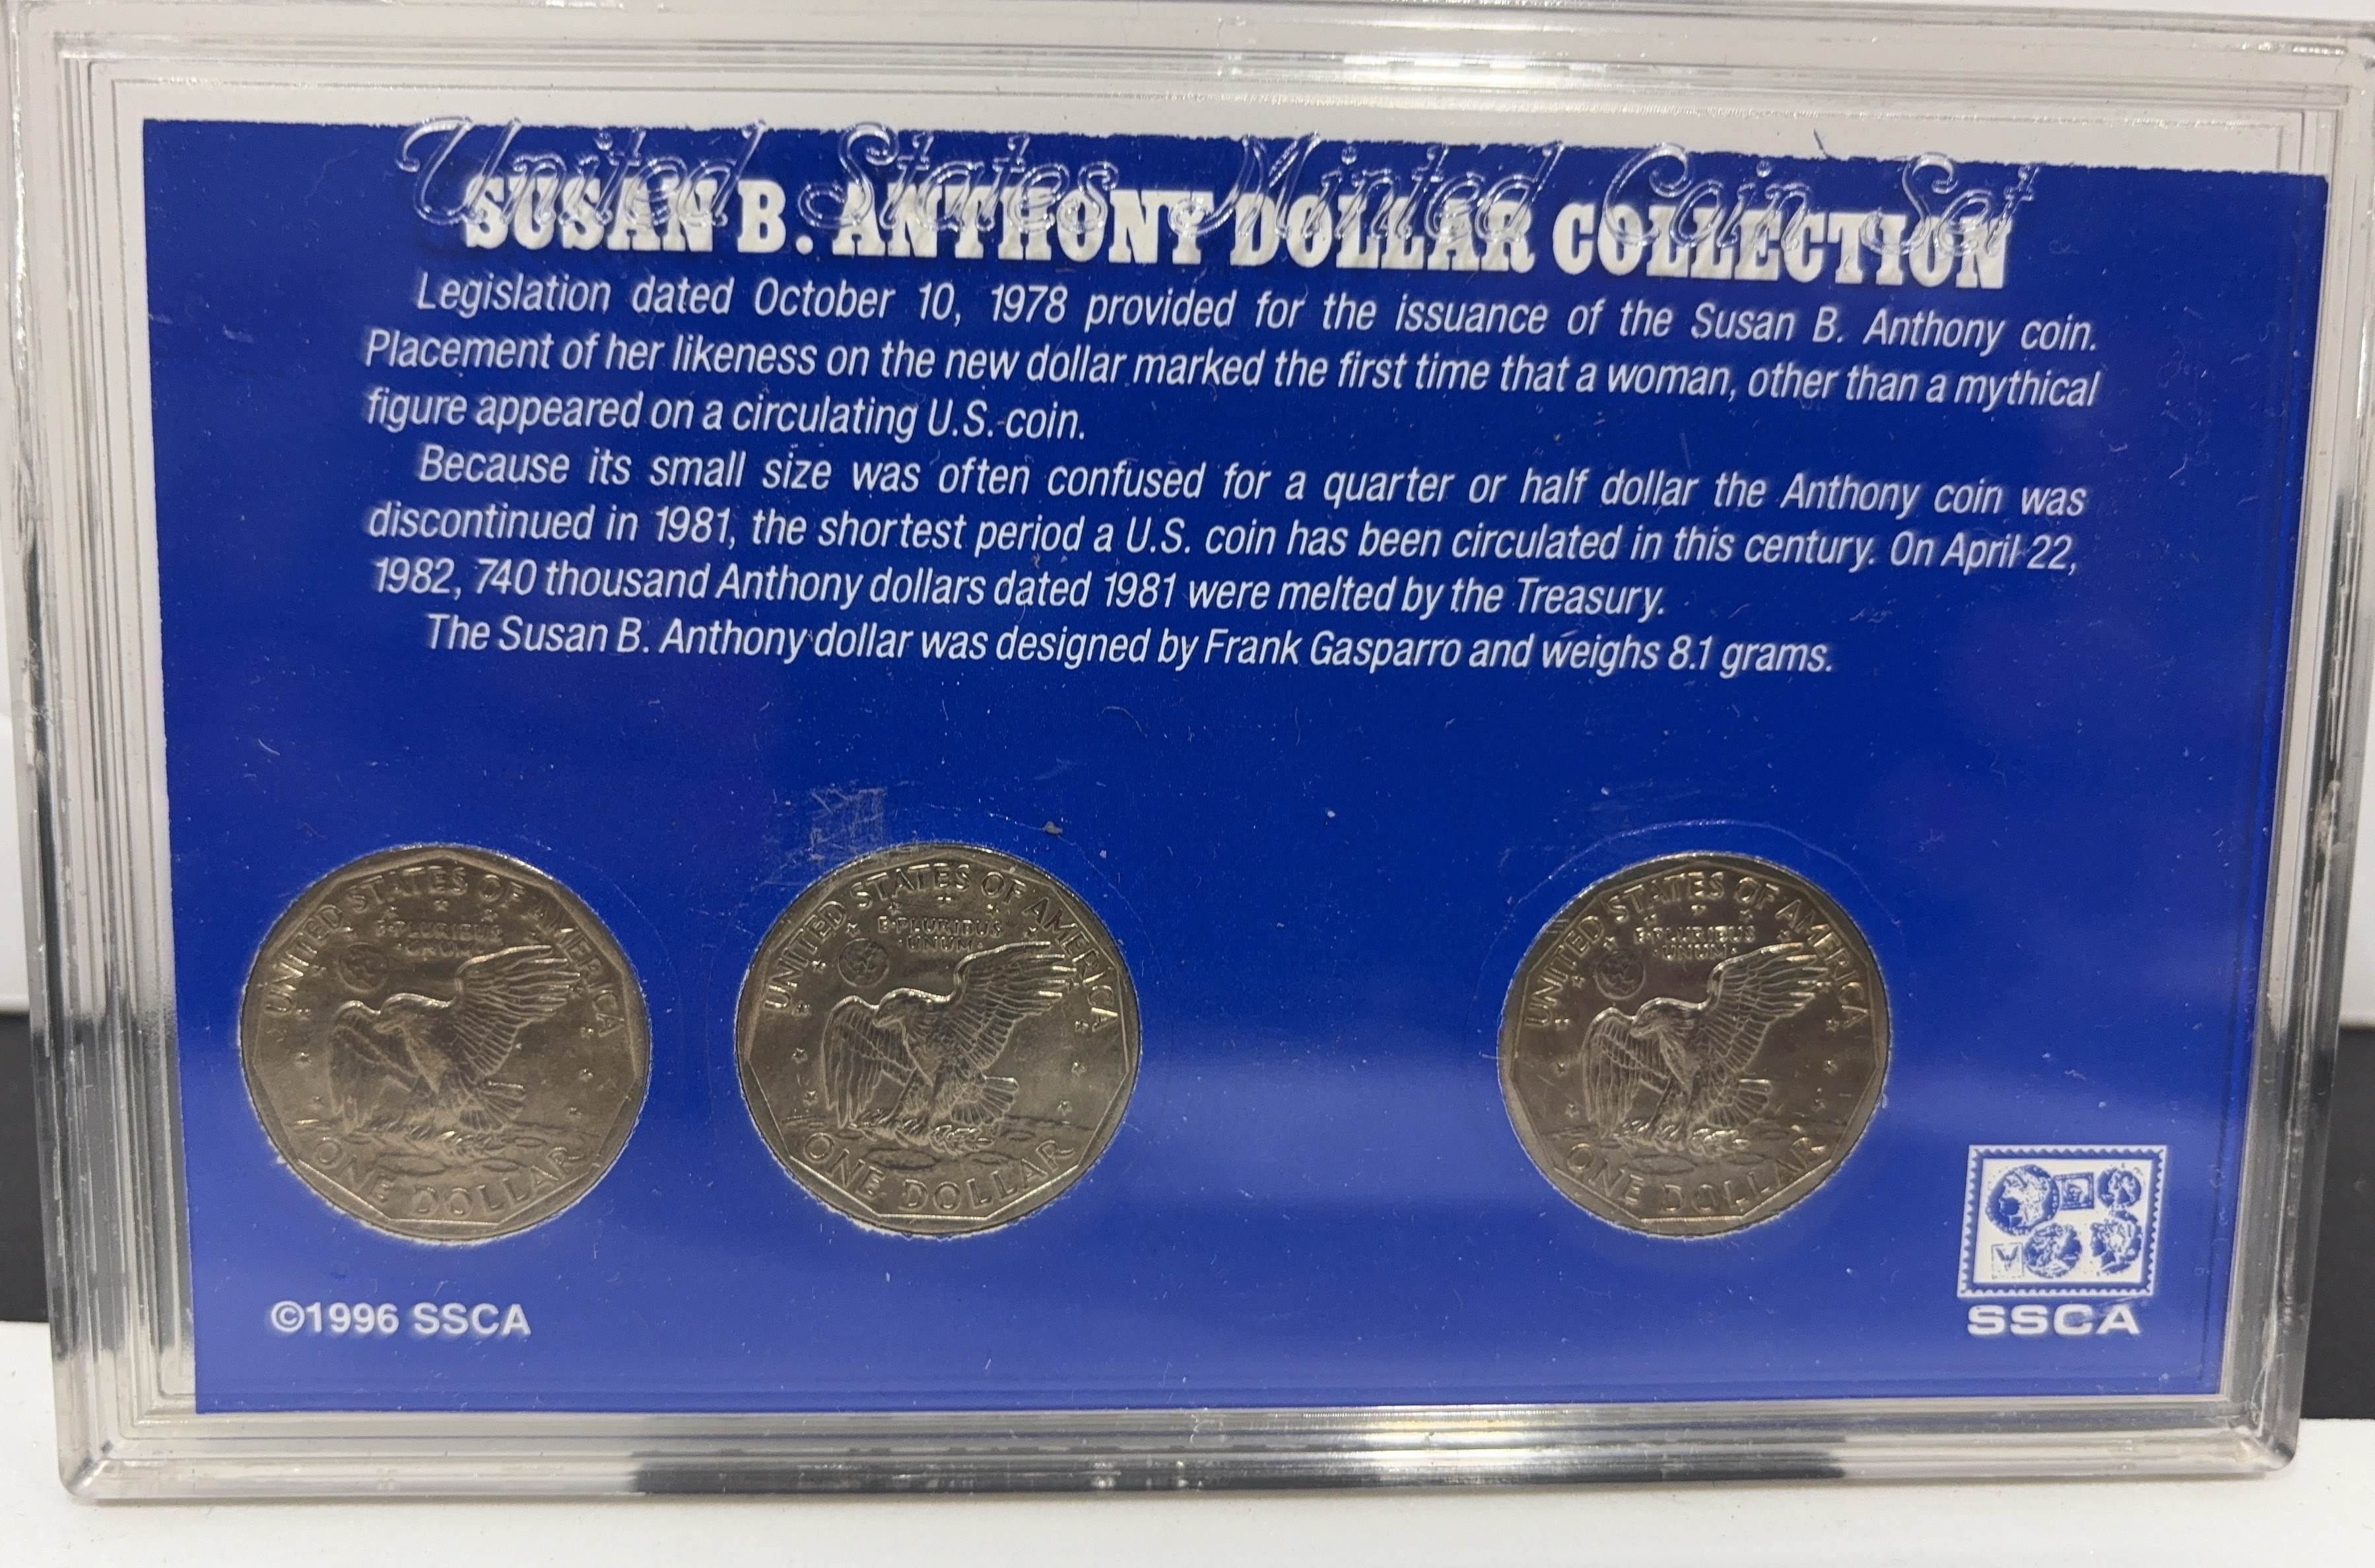 United States Minted Coin Set
SUSAN B. ANTHONY DOLLAR COLLECTION
Legislation dated October 10, 1978 provided for the issuance of the Susan B. Anthony coin.
Placement of her likeness on the new dollar marked the first time that a woman, other than a mythical
figure appeared on a circulating U.S. coin.
Because its small size was often confused for a quarter or half dollar the Anthony coin was
discontinued in 1981, the shortest period a U.S. coin has been circulated in this century. On April 22,
1982, 740 thousand Anthony dollars dated 1981 were melted by the Treasury.
The Susan B. Anthony dollar was designed by Frank Gasparro and weighs 8.1 grams.
UNITED STATES OF AMERICA
E·PLURIBUS
·UNUM·
ONE DOLLAR
UNITED STATES OF AMERICA
E·PLURIBUS
·UNUM·
ONE DOLLAR
UNITED STATES OF AMERICA
E·PLURIBUS
·UNUM·
ONE DOLLAR
©1996 SSCA
SSCA